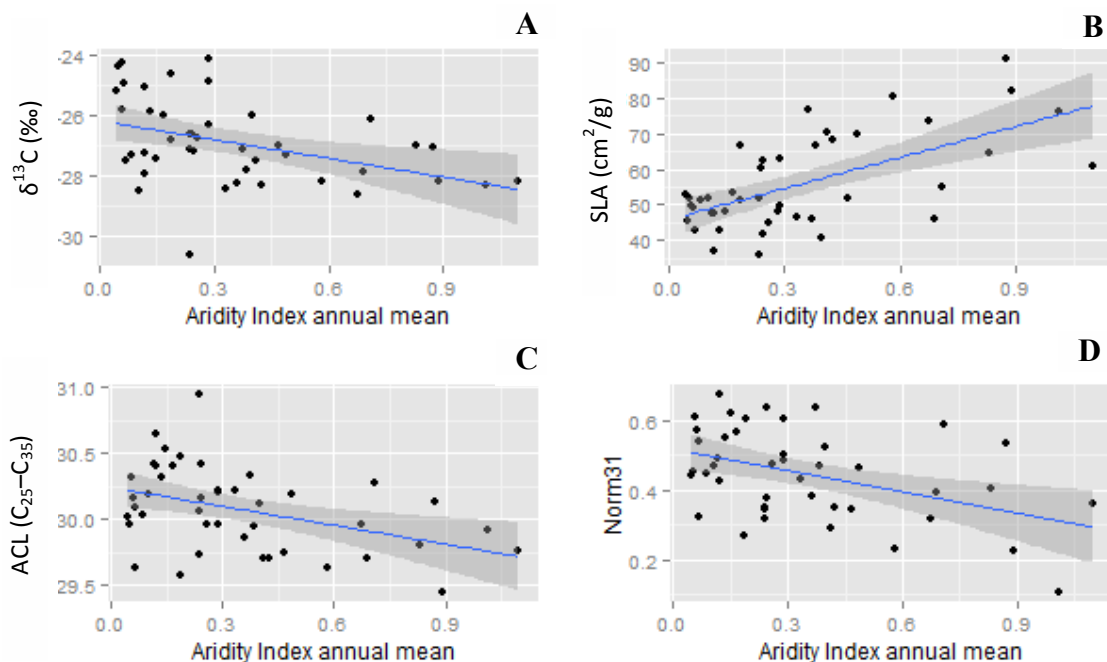 A
δ13C (‰)
-24
-26
-28
-30
0.0 0.3 0.6 0.9
Aridity Index annual mean
B
SLA (cm2/g)
90
80
70
60
50
40
0.0 0.3 0.6 0.9
Aridity Index annual mean
C
ACL (C25–C35)
31.0
30.5
30.0
29.5
0.0 0.3 0.6 0.9
Aridity Index annual mean
D
Norm31
0.6
0.4
0.2
0.0 0.3 0.6 0.9
Aridity Index annual mean